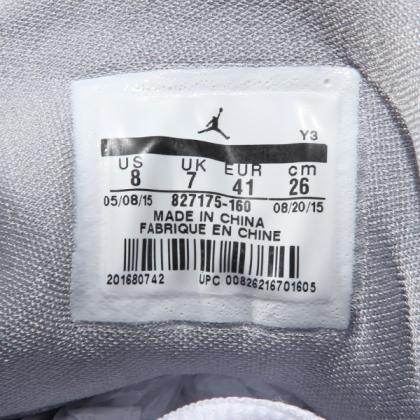 Y3
US UK EUR cm
8 7 41 26
05/08/15 827175-160 08/20/15
MADE IN CHINA
FABRIQUE EN CHINE
201680742 UPC 00826216701605